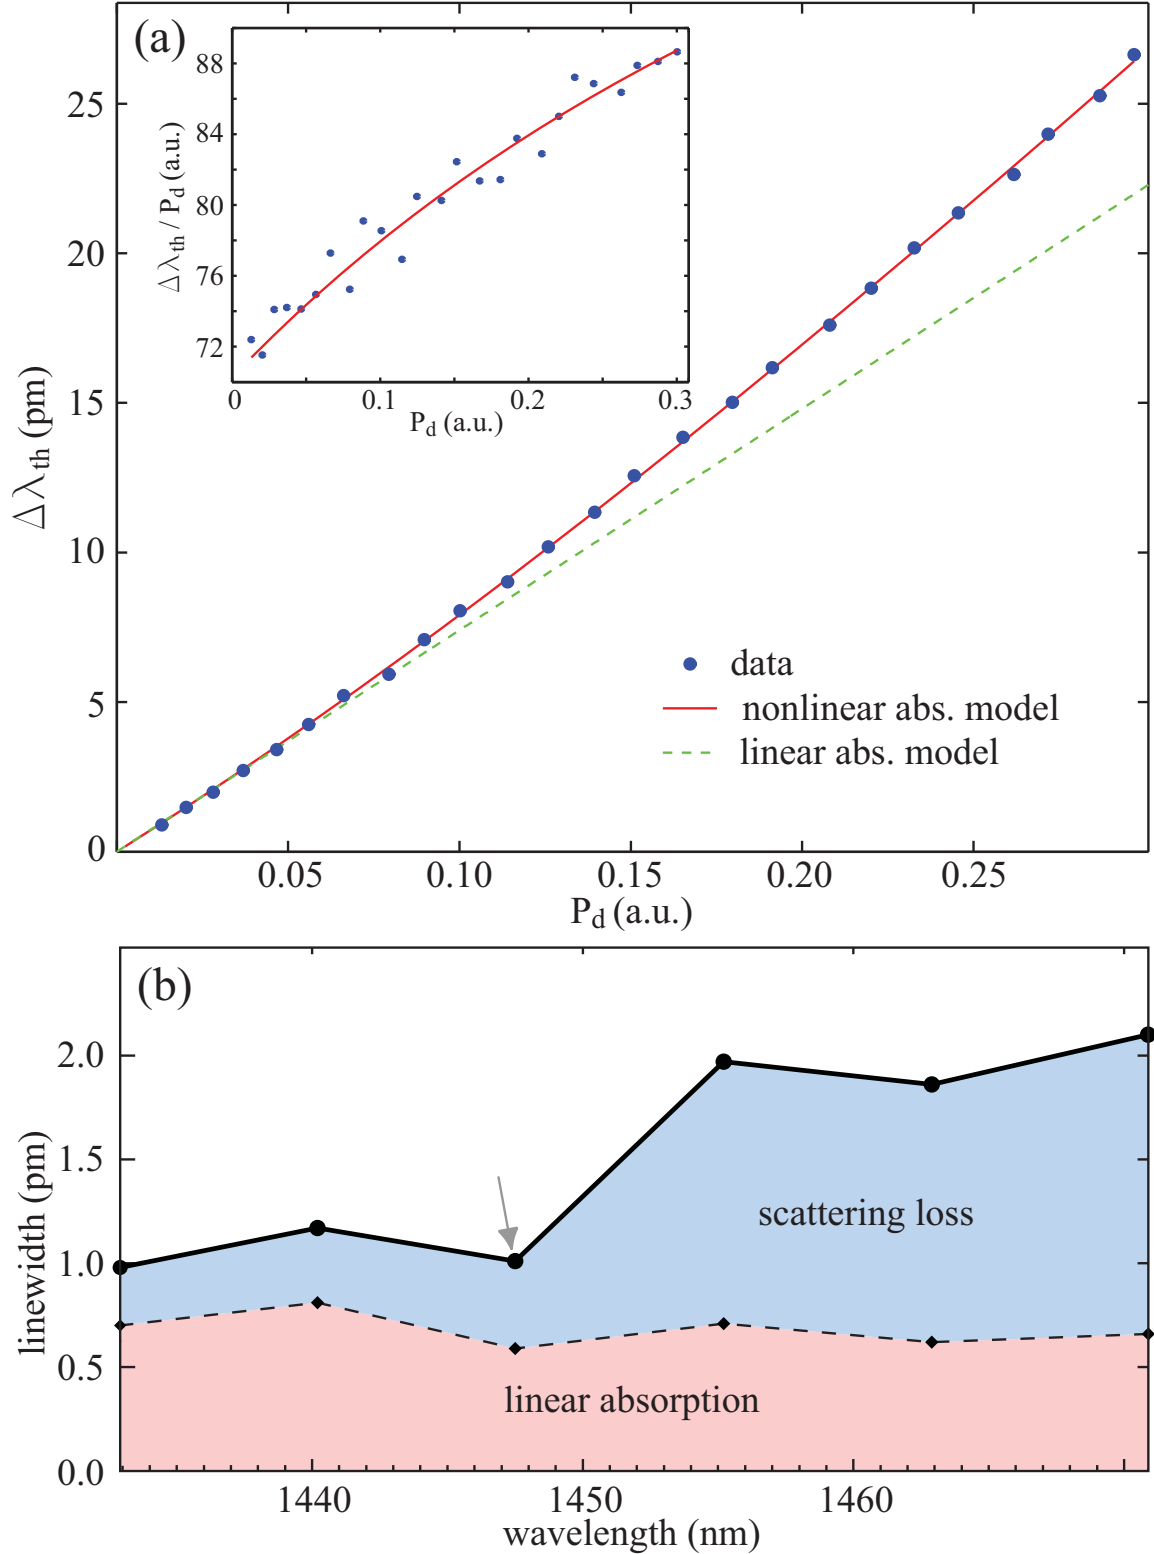 (a)
Δλth (pm)
25
20
15
10
5
0
0.05 0.10 0.15 0.20 0.25
Pd (a.u.)
Δλth / Pd (a.u.)
88
84
80
76
72
0 0.1 0.2 0.3
Pd (a.u.)
data
nonlinear abs. model
linear abs. model
(b)
linewidth (pm)
2.0
1.5
1.0
0.5
0.0
scattering loss
linear absorption
1440 1450 1460
wavelength (nm)